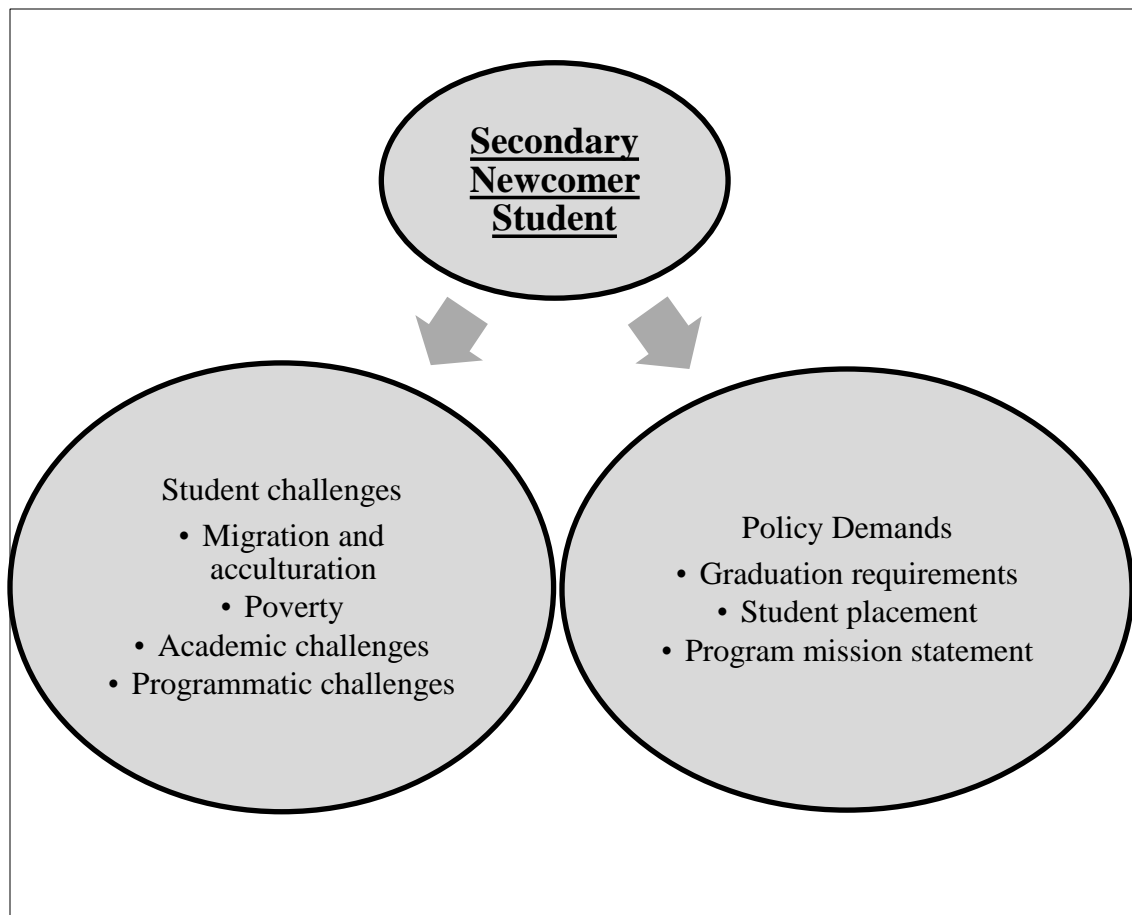 Secondary
Newcomer
Student
Student challenges
• Migration and
acculturation
• Poverty
• Academic challenges
• Programmatic challenges
Policy Demands
• Graduation requirements
• Student placement
• Program mission statement